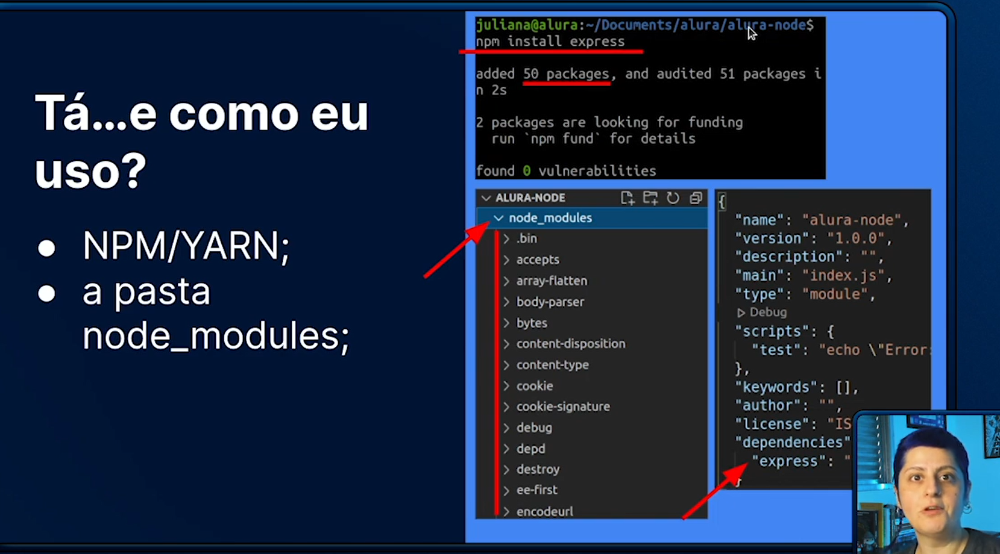 Tá...e como eu
uso?
● NPM/YARN;
● a pasta
node_modules;
juliana@alura:~/Documents/alura/alura-node$
npm install express
added 50 packages, and audited 51 packages i
n 2s
2 packages are looking for funding
run `npm fund` for details
found 0 vulnerabilities
ALURA-NODE
node_modules
.bin
accepts
array-flatten
body-parser
bytes
content-disposition
content-type
cookie
cookie-signature
debug
depd
destroy
ee-first
encodeurl
{
"name": "alura-node",
"version": "1.0.0",
"description": "",
"main": "index.js",
"type": "module",
Debug
"scripts": {
"test": "echo \"Error:
},
"keywords": [],
"author": "",
"license": "IS
"dependencies"
"express": "
}